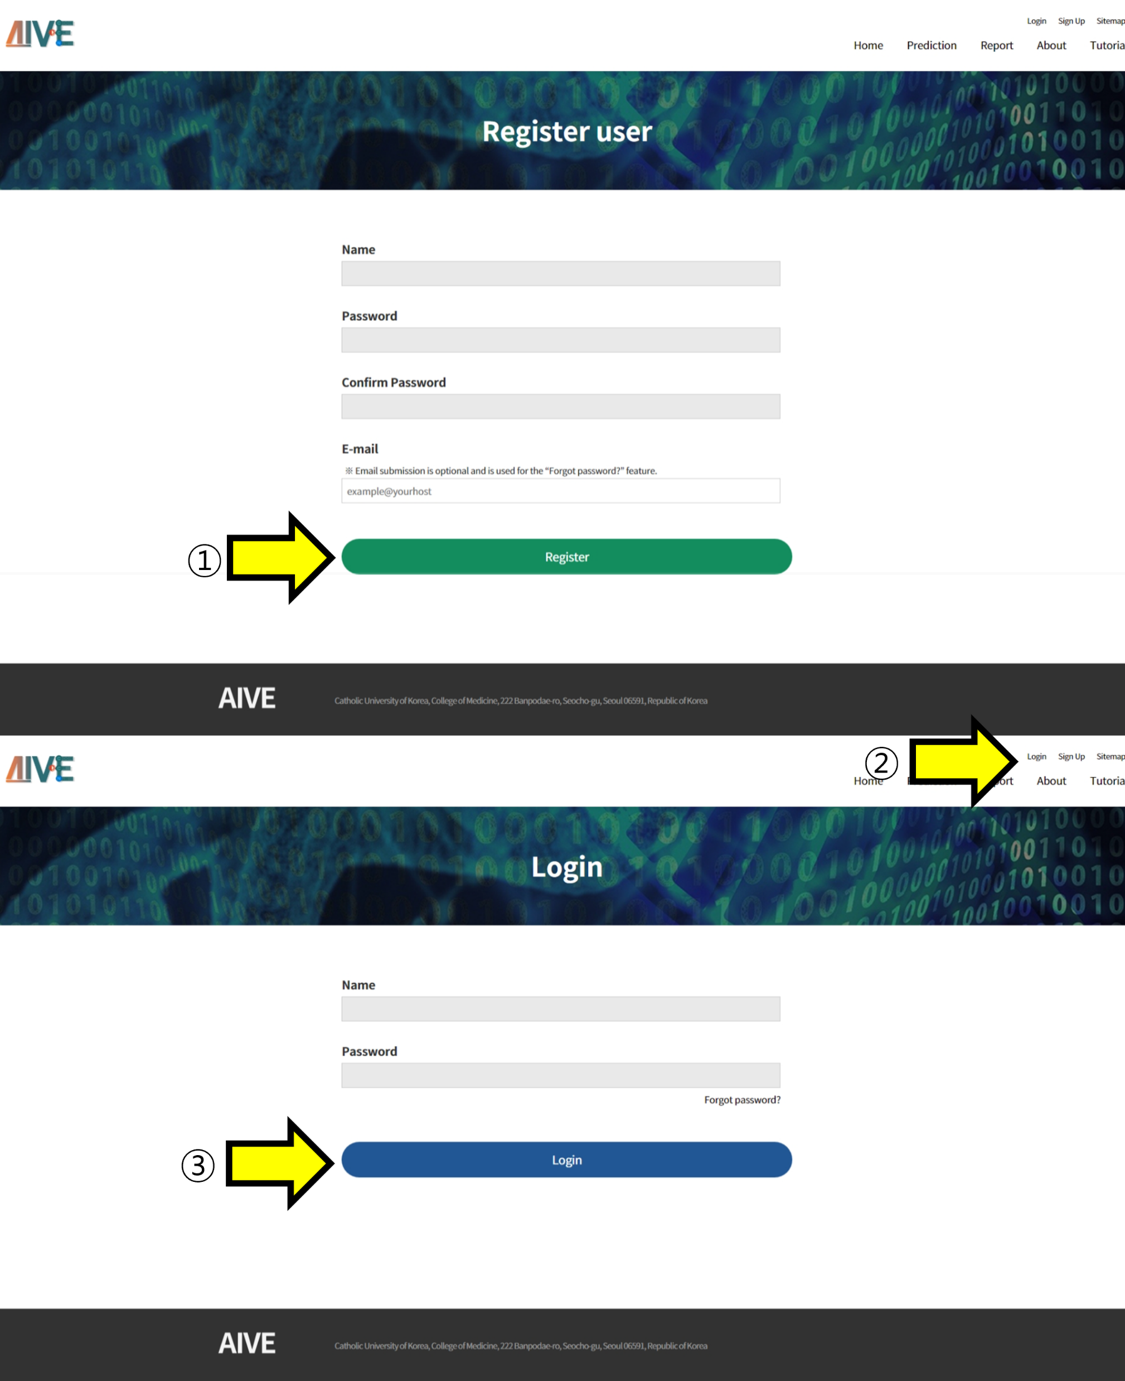 AIVE
Login Sign Up Sitemap
Home Prediction Report About Tutoria
Register user
Name
Password
Confirm Password
E-mail
※ Email submission is optional and is used for the "Forgot password?" feature.
example@yourhost
① Register
AIVE Catholic University of Korea, College of Medicine, 222 Banpodae-ro, Seocho-gu, Seoul 06591, Republic of Korea
AIVE
② Login Sign Up Sitemap
Home ort About Tutoria
Login
Name
Password
Forgot password?
③ Login
AIVE Catholic University of Korea, College of Medicine, 222 Banpodae-ro, Seocho-gu, Seoul 06591, Republic of Korea